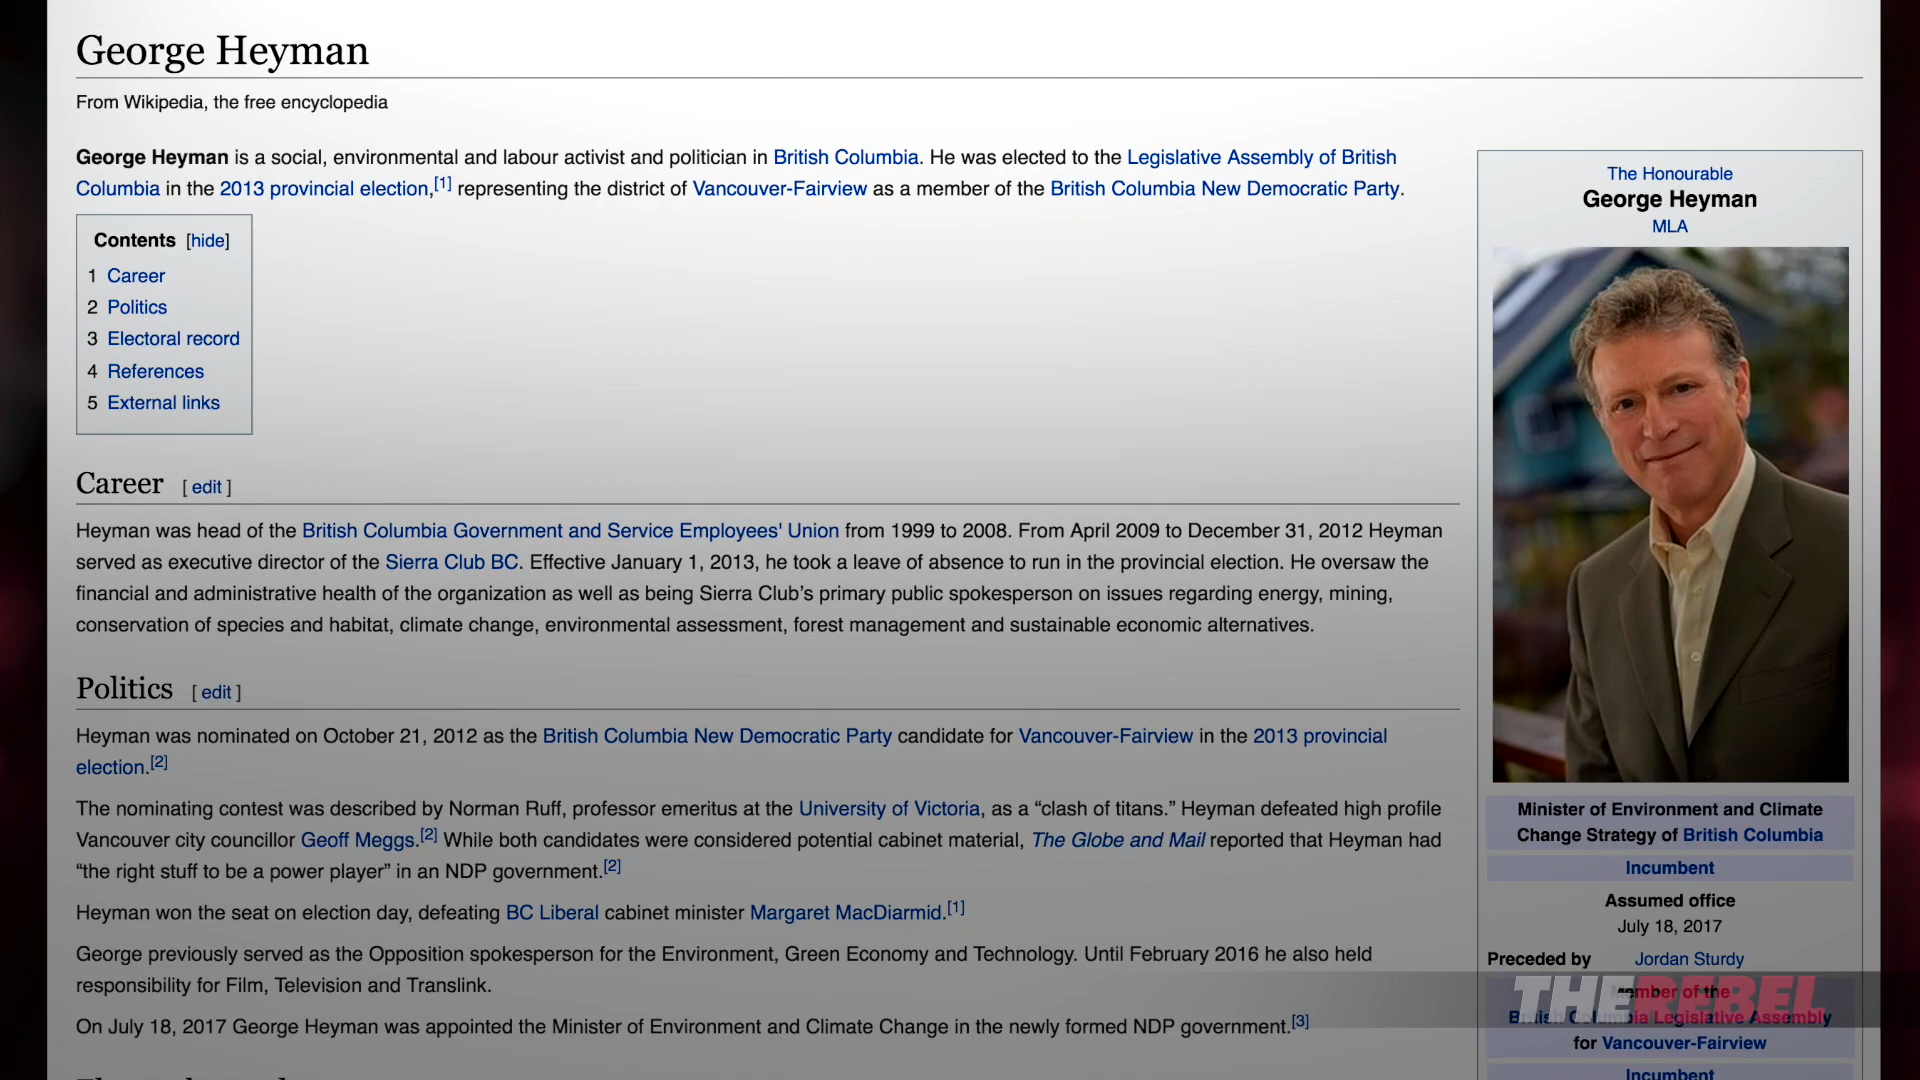 George Heyman
From Wikipedia, the free encyclopedia
George Heyman is a social, environmental and labour activist and politician in British Columbia. He was elected to the Legislative Assembly of British
Columbia in the 2013 provincial election,[1] representing the district of Vancouver-Fairview as a member of the British Columbia New Democratic Party.
Contents [hide]
1 Career
2 Politics
3 Electoral record
4 References
5 External links
Career [ edit ]
Heyman was head of the British Columbia Government and Service Employees' Union from 1999 to 2008. From April 2009 to December 31, 2012 Heyman
served as executive director of the Sierra Club BC. Effective January 1, 2013, he took a leave of absence to run in the provincial election. He oversaw the
financial and administrative health of the organization as well as being Sierra Club’s primary public spokesperson on issues regarding energy, mining,
conservation of species and habitat, climate change, environmental assessment, forest management and sustainable economic alternatives.
Politics [ edit ]
Heyman was nominated on October 21, 2012 as the British Columbia New Democratic Party candidate for Vancouver-Fairview in the 2013 provincial
election.[2]
The nominating contest was described by Norman Ruff, professor emeritus at the University of Victoria, as a “clash of titans.” Heyman defeated high profile
Vancouver city councillor Geoff Meggs.[2] While both candidates were considered potential cabinet material, The Globe and Mail reported that Heyman had
“the right stuff to be a power player” in an NDP government.[2]
Heyman won the seat on election day, defeating BC Liberal cabinet minister Margaret MacDiarmid.[1]
George previously served as the Opposition spokesperson for the Environment, Green Economy and Technology. Until February 2016 he also held
responsibility for Film, Television and Translink.
On July 18, 2017 George Heyman was appointed the Minister of Environment and Climate Change in the newly formed NDP government.[3]
The Honourable
George Heyman
MLA
Minister of Environment and Climate
Change Strategy of British Columbia
Incumbent
Assumed office
July 18, 2017
Preceded by Jordan Sturdy
Member of the
British Columbia Legislative Assembly
for Vancouver-Fairview
Incumbent
THE REBEL